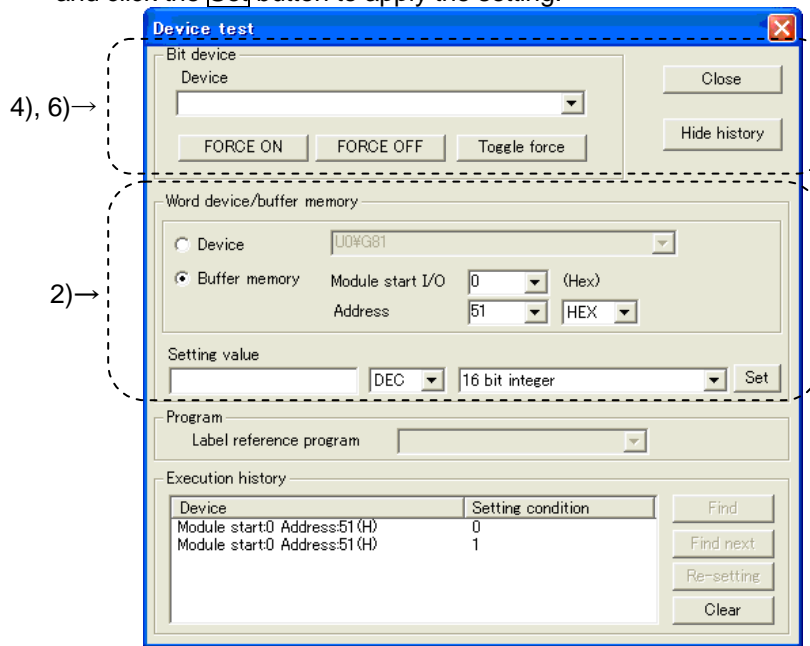 and click the Set button to apply the setting.
Device test
Bit device
Device
Close
4), 6)→
FORCE ON FORCE OFF Toggle force
Hide history
Word device/buffer memory
Device U0¥G81
Buffer memory Module start I/O 0 (Hex)
2)→
Address 51 HEX
Setting value
DEC 16 bit integer Set
Program
Label reference program
Execution history
Device Setting condition
Module start:0 Address:51(H) 0
Module start:0 Address:51(H) 1
Find
Find next
Re-setting
Clear